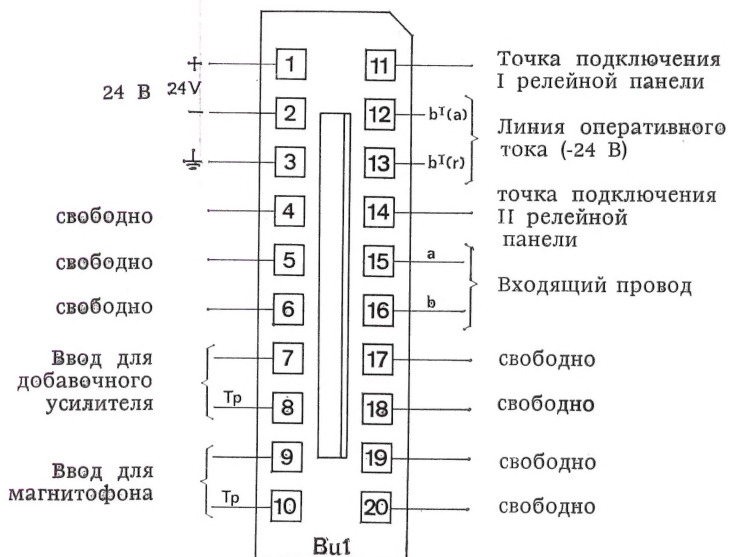 1
11
Точка подключения
I релейной панели
24 В 24V
2
12
bᴵ(a)
Линия оперативного
тока (-24 В)
3
13
bᴵ(r)
свободно
4
14
точка подключения
II релейной
панели
свободно
5
15
a
Входящий провод
свободно
6
16
b
Ввод для
добавочного
усилителя
7
17
свободно
Тр
8
18
свободно
Ввод для
магнитофона
9
19
свободно
Тр
10
20
свободно
Bu1